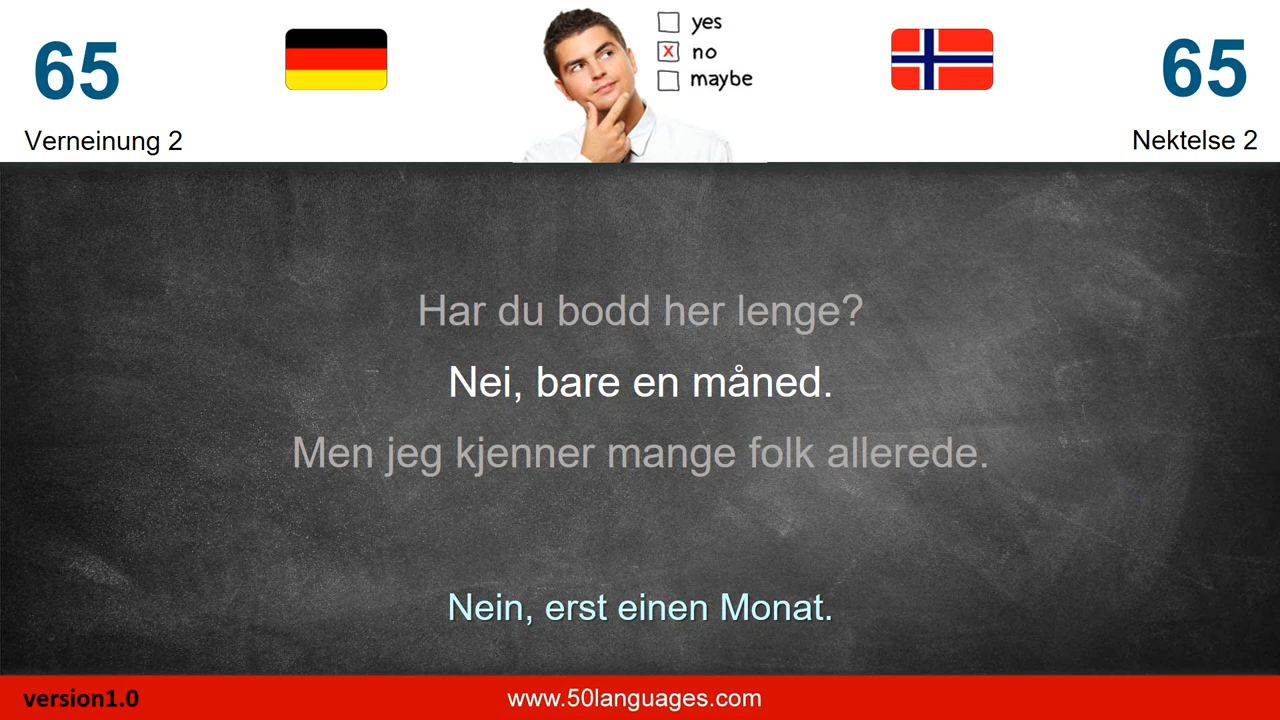 65
yes
no
maybe
65
Verneinung 2
Nektelse 2
Har du bodd her lenge?
Nei, bare en måned.
Men jeg kjenner mange folk allerede.
Nein, erst einen Monat.
version1.0
www.50languages.com